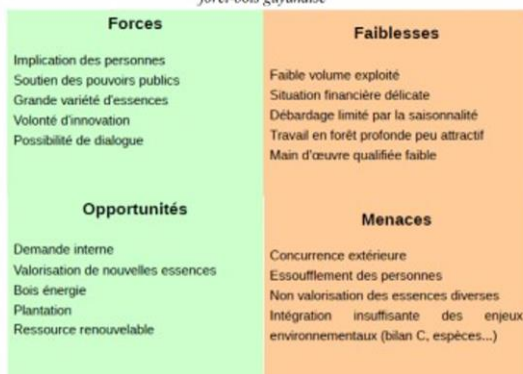 forêt-bois guyanaise
Forces
Implication des personnes
Soutien des pouvoirs publics
Grande variété d'essences
Volonté d'innovation
Possibilité de dialogue
Faiblesses
Faible volume exploité
Situation financière délicate
Débardage limité par la saisonnalité
Travail en forêt profonde peu attractif
Main d'œuvre qualifiée faible
Opportunités
Demande interne
Valorisation de nouvelles essences
Bois énergie
Plantation
Ressource renouvelable
Menaces
Concurrence extérieure
Essoufflement des personnes
Non valorisation des essences diverses
Intégration insuffisante des enjeux
environnementaux (bilan C, espèces...)